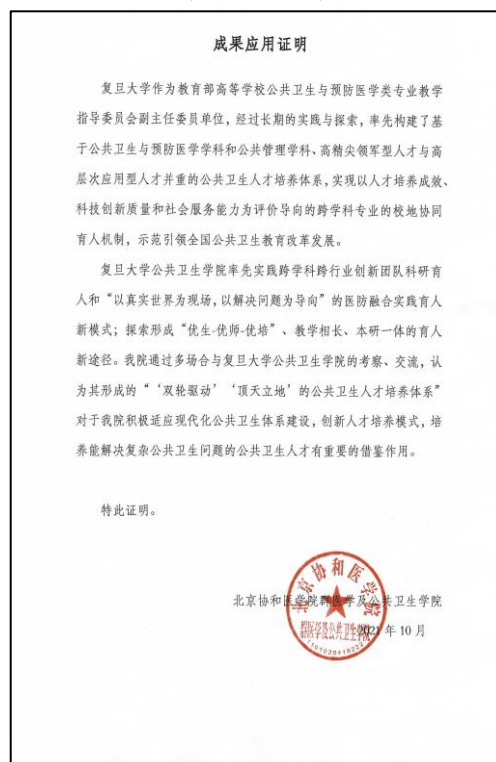 成果应用证明
复旦大学作为教育部高等学校公共卫生与预防医学类专业教学
指导委员会副主任委员单位，经过长期的实践与探索，率先构建了基
于公共卫生与预防医学学科和公共管理学科、高精尖领军型人才与高
层次应用型人才并重的公共卫生人才培养体系，实现以人才培养成效、
科技创新质量和社会服务能力为评价导向的跨学科专业的校地协同
育人机制，示范引领全国公共卫生教育改革发展。
复旦大学公共卫生学院率先实践跨学科跨行业创新团队科研育
人和“以真实世界为现场，以解决问题为导向”的医防融合实践育人
新模式；探索形成“优生-优师-优培”、教学相长、本研一体的育人
新途径。我院通过多场合与复旦大学公共卫生学院的考察、交流，认
为其形成的“‘双轮驱动’‘顶天立地’的公共卫生人才培养体系”
对于我院积极适应现代化公共卫生体系建设，创新人才培养模式，培
养能解决复杂公共卫生问题的公共卫生人才有重要的借鉴作用。
特此证明。
北京协和医学院
北京协和医学院群医学及公共卫生学院
群医学及公共卫生学院
2021 年 10 月